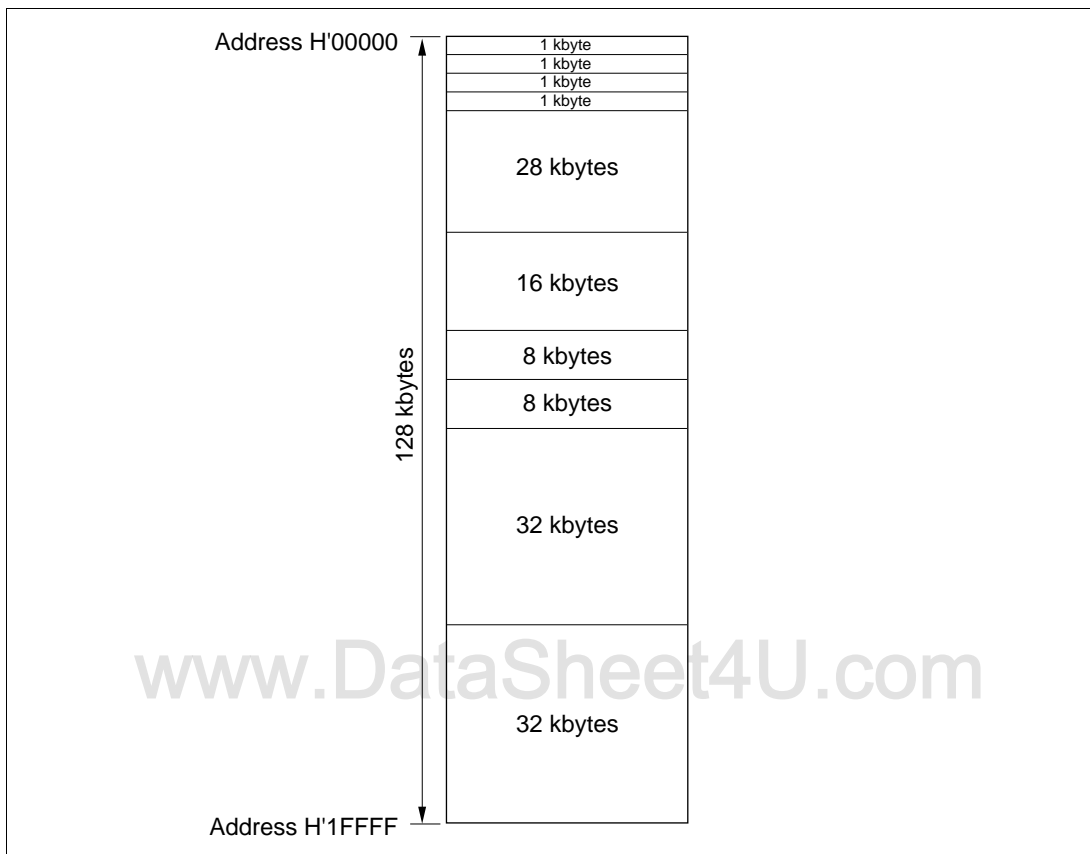 Address H'00000
1 kbyte
1 kbyte
1 kbyte
1 kbyte
28 kbytes
16 kbytes
8 kbytes
8 kbytes
128 kbytes
32 kbytes
www.DataSheet4U.com
32 kbytes
Address H'1FFFF